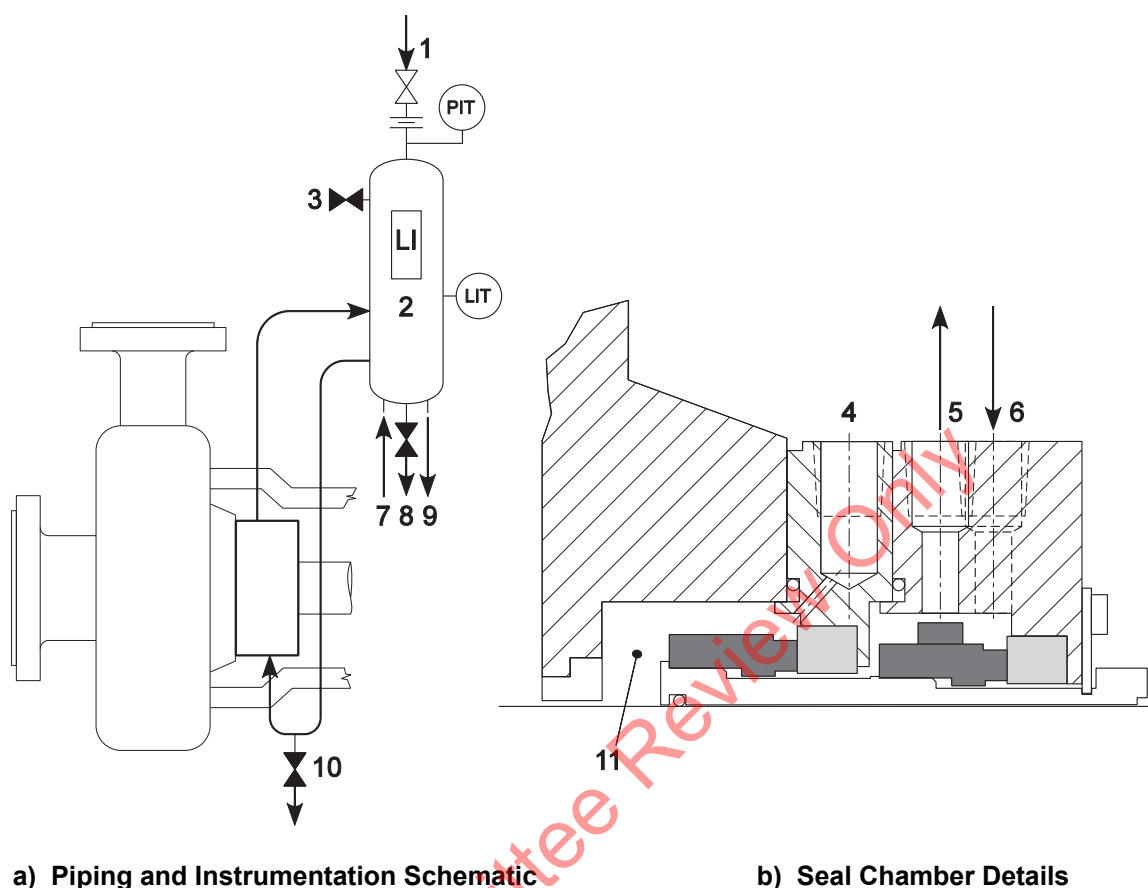 1
PIT
3
LI
LIT
2
4
5
6
7
8
9
10
11
ttee Review Only
a) Piping and Instrumentation Schematic
b) Seal Chamber Details